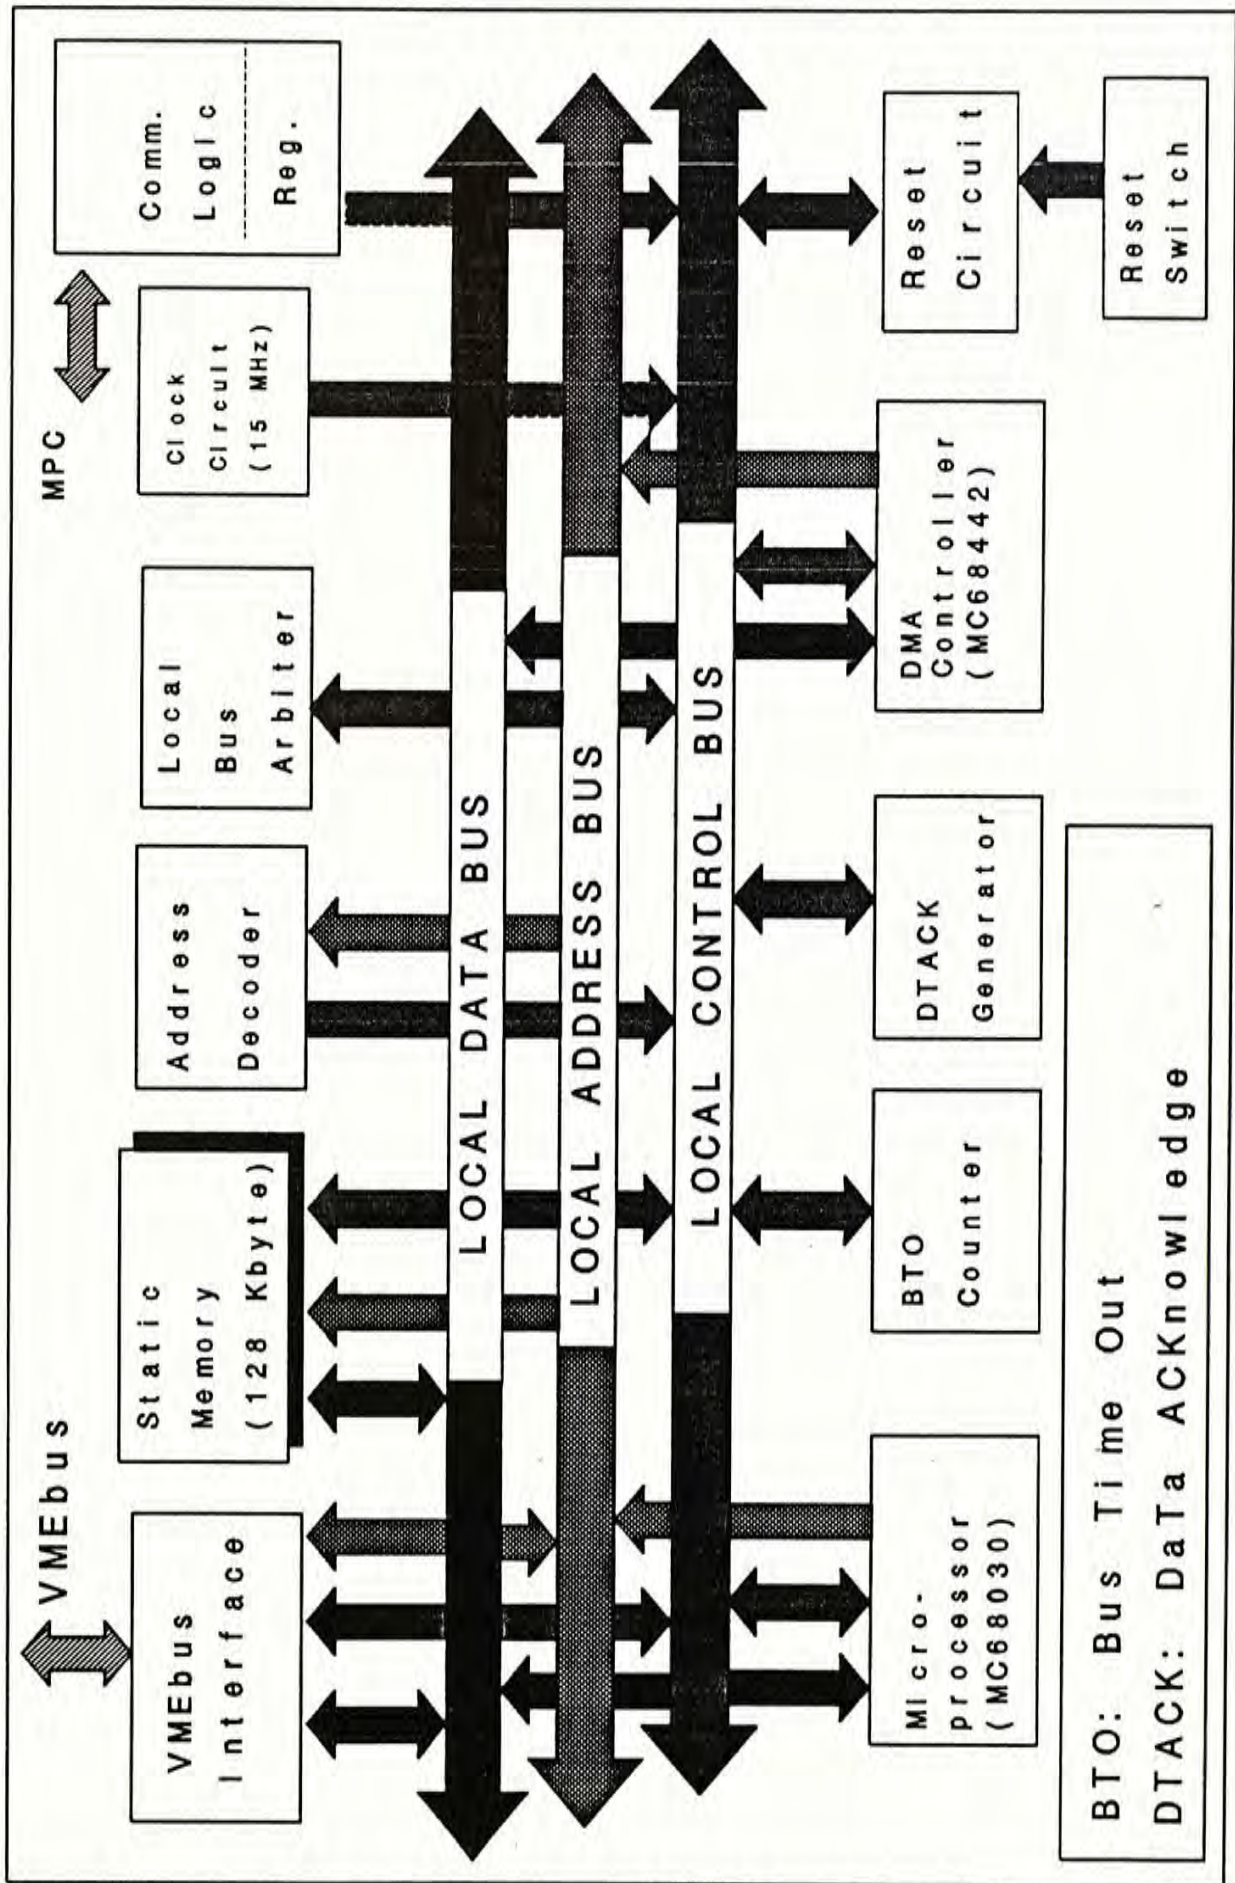 VMEbus
MPC
VMEbus
Interface
Static
Memory
(128 Kbyte)
Address
Decoder
Local
Bus
Arbiter
Clock
Circuit
(15 MHz)
Comm.
Logic
Reg.
LOCAL DATA BUS
LOCAL ADDRESS BUS
LOCAL CONTROL BUS
Micro-
processor
(MC68030)
BTO
Counter
DTACK
Generator
DMA
Controller
(MC68442)
Reset
Circuit
Reset
Switch
BTO: Bus Time Out
DTACK: DaTa ACKnowledge